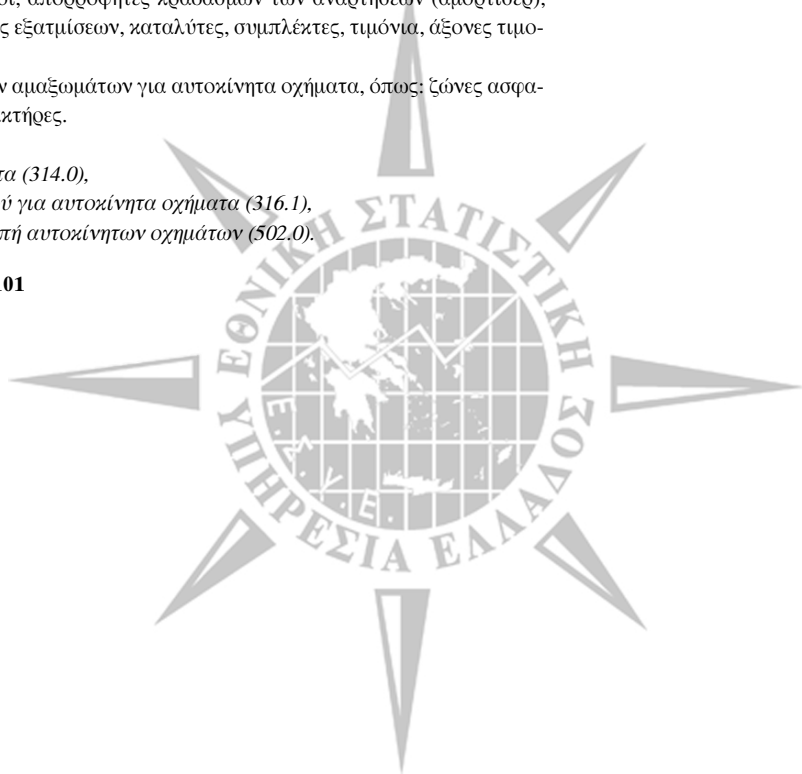 απορροφητές κραδασμών των αναρτήσεων (αμορτισέρ),
ς εξατμίσεων, καταλύτες, συμπλέκτες, τιμόνια, άξονες τιμο-
ν αμαξωμάτων για αυτοκίνητα οχήματα, όπως: ζώνες ασφα-
κτήρες.
τα (314.0),
ύ για αυτοκίνητα οχήματα (316.1),
πή αυτοκίνητων οχημάτων (502.0).
101
ΕΘΝΙΚΗ ΣΤΑΤΙΣΤΙΚΗ
ΥΠΗΡΕΣΙΑ ΕΛΛΑΔΟΣ
Ε.Σ.Υ.Ε.